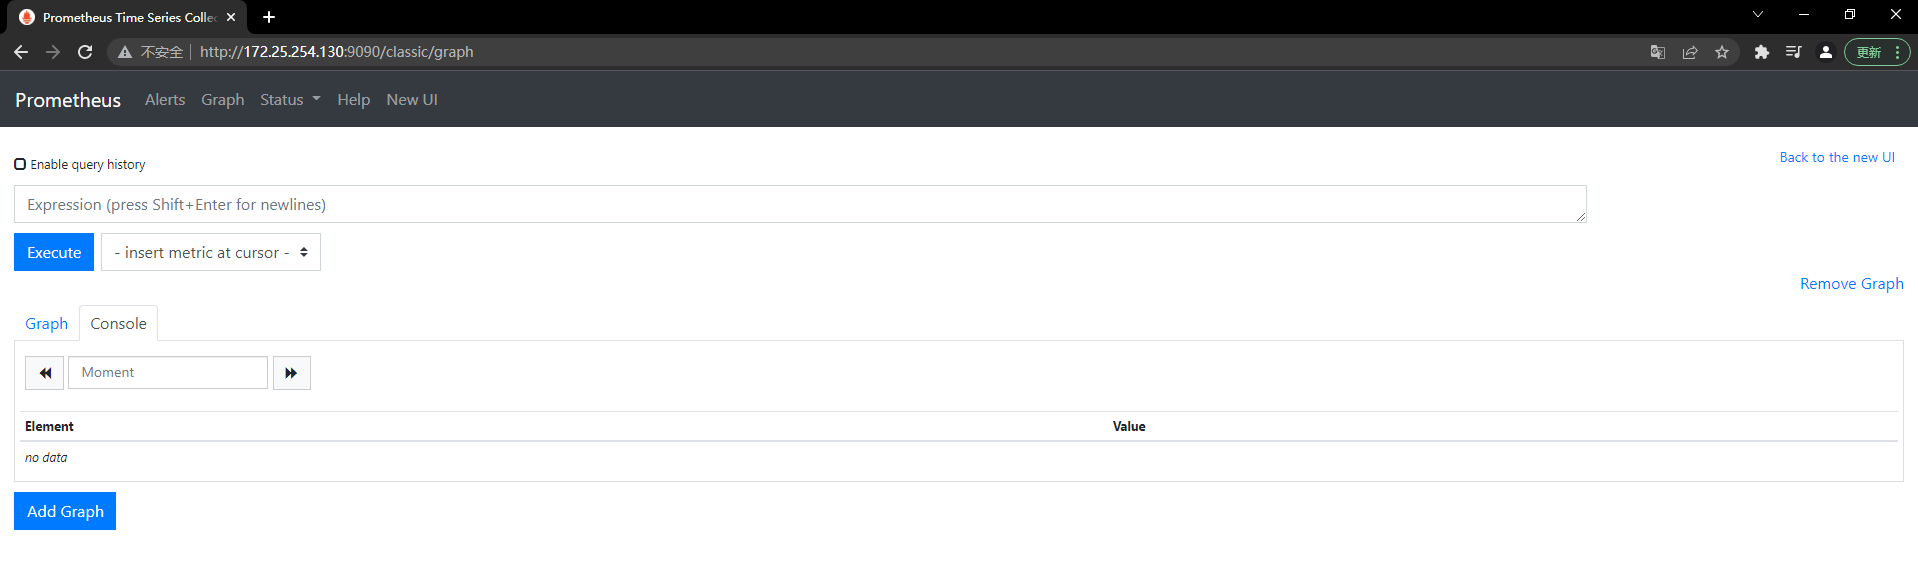 Prometheus Time Series Collec
不安全 http://172.25.254.130:9090/classic/graph 更新
Prometheus Alerts Graph Status Help New UI
Enable query history Back to the new UI
Expression (press Shift+Enter for newlines)
Execute - insert metric at cursor -
Remove Graph
Graph Console
Moment
Element Value
no data
Add Graph